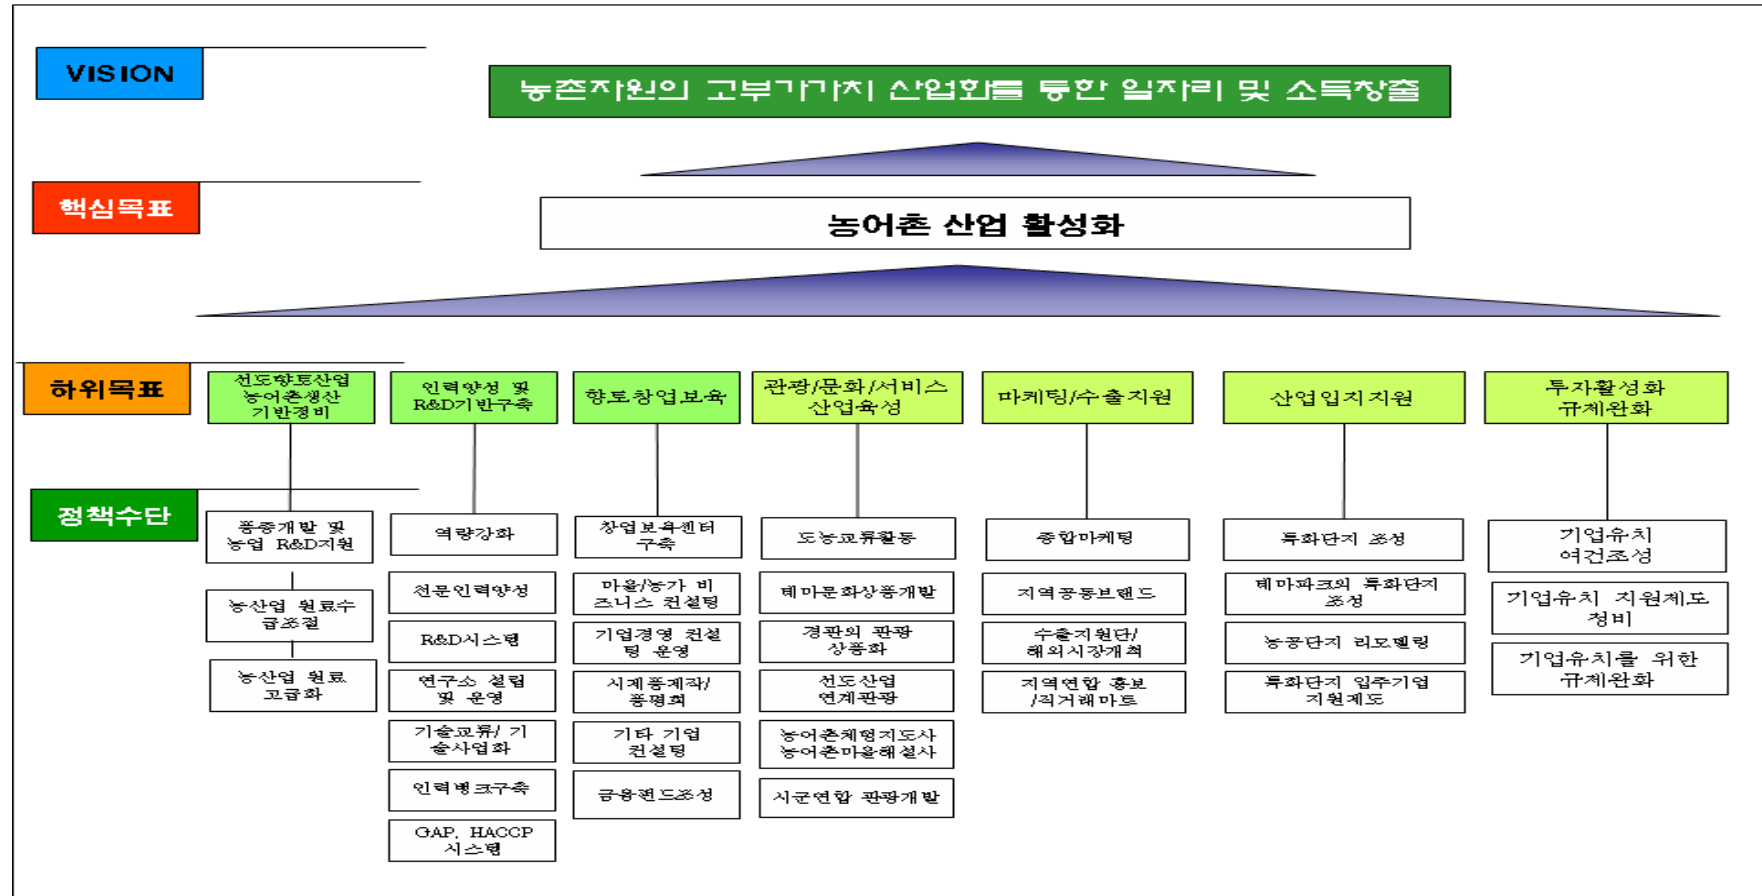 VISION
농촌자원의 고부가가치 산업화를 통한 일자리 및 소득창출
핵심목표
농어촌 산업 활성화
하위목표
선도향토산업
농어촌생산
기반정비
인력양성 및
R&D기반구축
향토창업보육
관광/문화/서비스
산업육성
마케팅/수출지원
산업입지지원
투자활성화
규제완화
정책수단
품종개발 및
농업 R&D지원
농산업 원료수
급조절
농산업 원료
고급화
역량강화
전문인력양성
R&D시스템
연구소 설립
및 운영
기술교류/ 기
술사업화
인력뱅크구축
GAP, HACCP
시스템
창업보육센터
구축
마을/농가 비
즈니스 컨설팅
기업경영 컨설
팅 운영
시제품제작/
품평회
기타 기업
컨설팅
금융펀드조성
도농교류활동
테마문화상품개발
경관의 관광
상품화
선도산업
연계관광
농어촌체험지도사
농어촌마을해설사
시군연합 관광개발
종합마케팅
지역공동브랜드
수출지원단/
해외시장개척
지역연합 홍보
/직거래마트
특화단지 조성
테마파크의 특화단지
조성
농공단지 리모델링
특화단지 입주기업
지원제도
기업유치
여건조성
기업유치 지원제도
정비
기업유치를 위한
규제완화